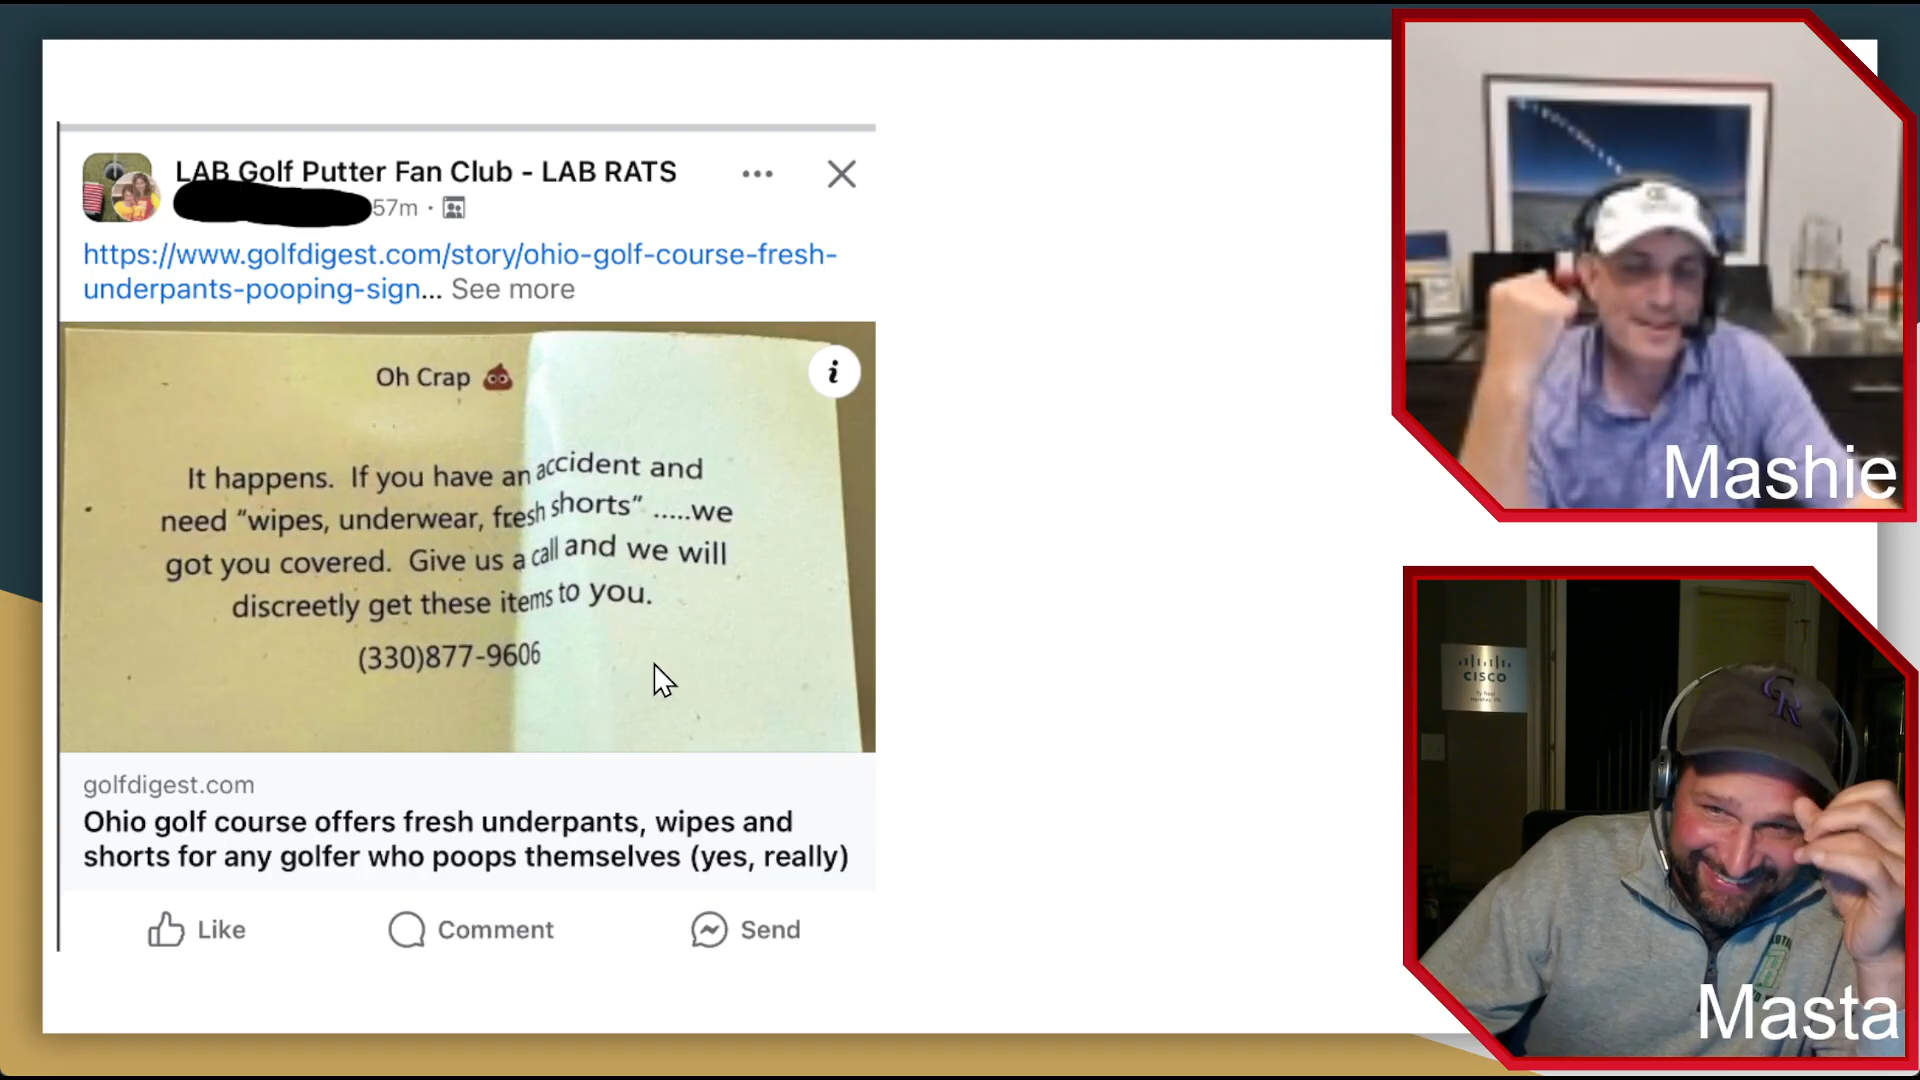 LAB Golf Putter Fan Club - LAB RATS
57m ·
https://www.golfdigest.com/story/ohio-golf-course-fresh-
underpants-pooping-sign... See more
Oh Crap 💩
It happens. If you have an accident and
need “wipes, underwear, fresh shorts” .....we
got you covered. Give us a call and we will
discreetly get these items to you.
(330)877-9606
golfdigest.com
Ohio golf course offers fresh underpants, wipes and
shorts for any golfer who poops themselves (yes, really)
Like
Comment
Send
Mashie
CISCO
CR
Masta